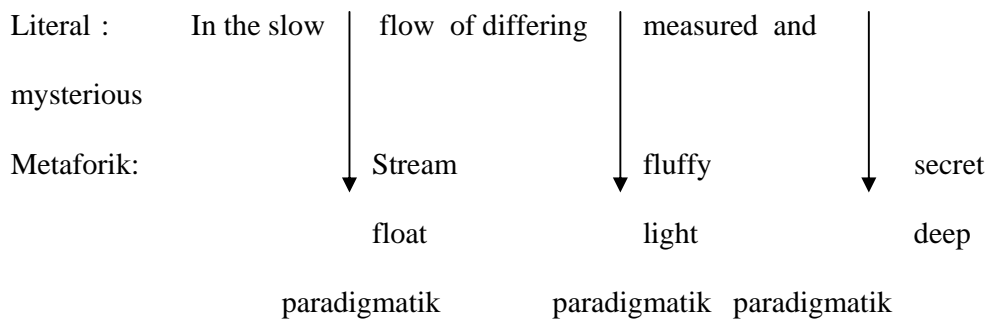 Literal : In the slow flow of differing measured and
mysterious
Metaforik: Stream fluffy secret
float light deep
paradigmatik paradigmatik paradigmatik